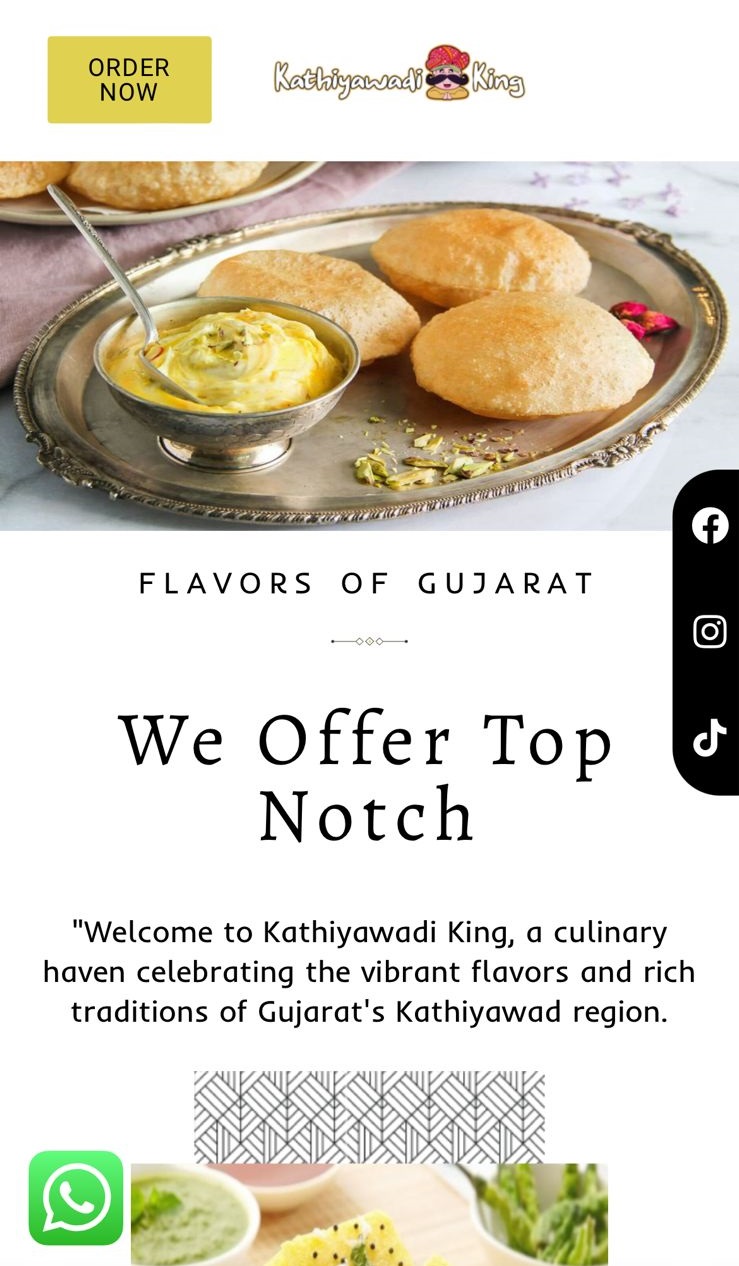 ORDER
NOW
Kathiyawadi King
FLAVORS OF GUJARAT
We Offer Top
Notch
"Welcome to Kathiyawadi King, a culinary
haven celebrating the vibrant flavors and rich
traditions of Gujarat's Kathiyawad region.